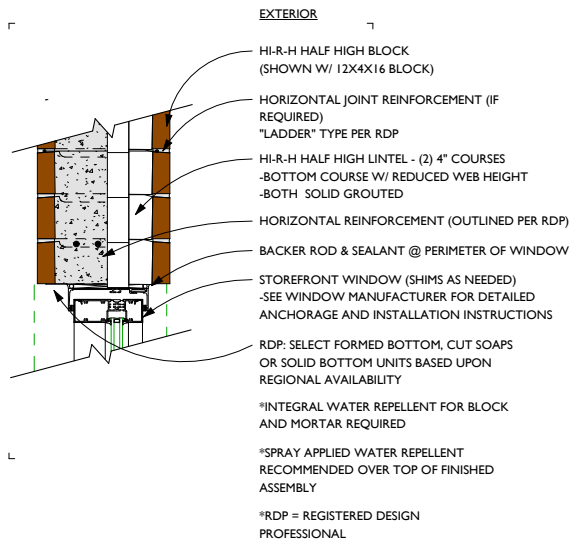 EXTERIOR
HI-R-H HALF HIGH BLOCK
(SHOWN W/ 12X4X16 BLOCK)
HORIZONTAL JOINT REINFORCEMENT (IF
REQUIRED)
"LADDER" TYPE PER RDP
HI-R-H HALF HIGH LINTEL - (2) 4" COURSES
-BOTTOM COURSE W/ REDUCED WEB HEIGHT
-BOTH SOLID GROUTED
HORIZONTAL REINFORCEMENT (OUTLINED PER RDP)
BACKER ROD & SEALANT @ PERIMETER OF WINDOW
STOREFRONT WINDOW (SHIMS AS NEEDED)
-SEE WINDOW MANUFACTURER FOR DETAILED
ANCHORAGE AND INSTALLATION INSTRUCTIONS
RDP: SELECT FORMED BOTTOM, CUT SOAPS
OR SOLID BOTTOM UNITS BASED UPON
REGIONAL AVAILABILITY
*INTEGRAL WATER REPELLENT FOR BLOCK
AND MORTAR REQUIRED
*SPRAY APPLIED WATER REPELLENT
RECOMMENDED OVER TOP OF FINISHED
ASSEMBLY
*RDP = REGISTERED DESIGN
PROFESSIONAL